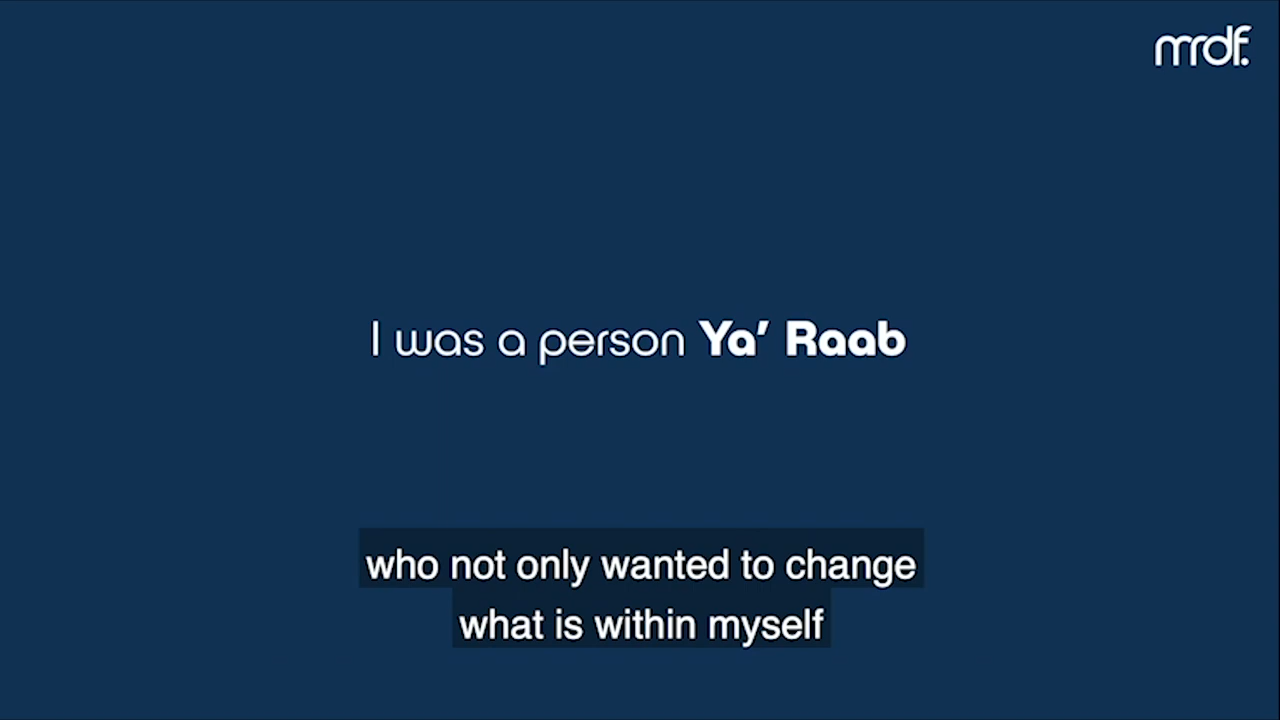 mrdf.
I was a person Ya’ Raab
who not only wanted to change
what is within myself